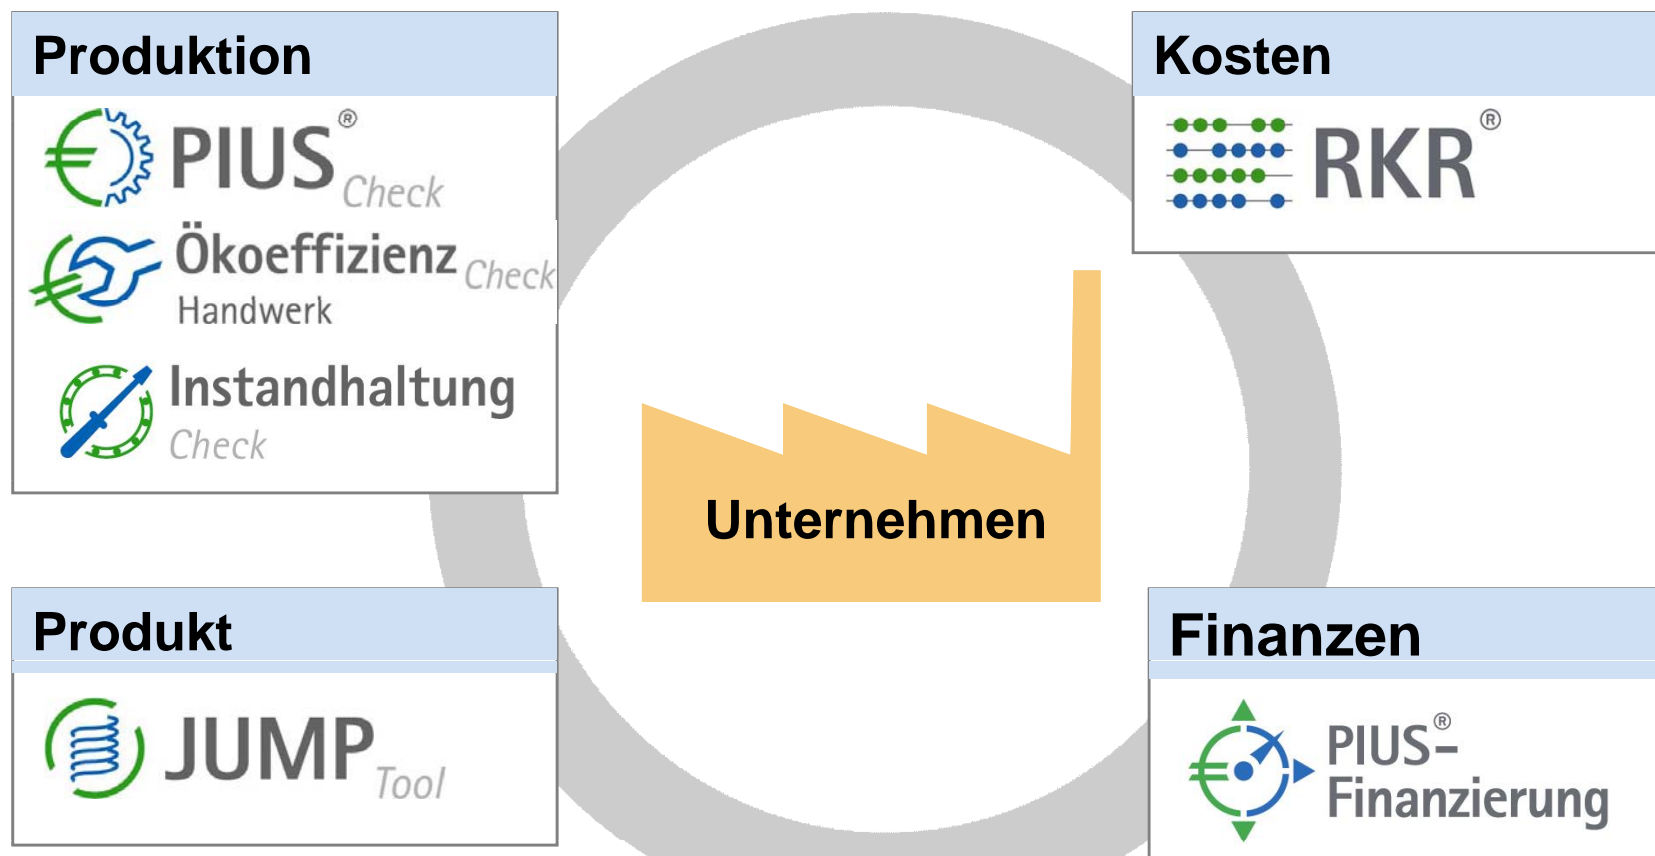 Produktion
PIUS® Check
Ökoeffizienz Check
Handwerk
Instandhaltung
Check
Kosten
RKR®
Unternehmen
Produkt
JUMP Tool
Finanzen
PIUS®-
Finanzierung